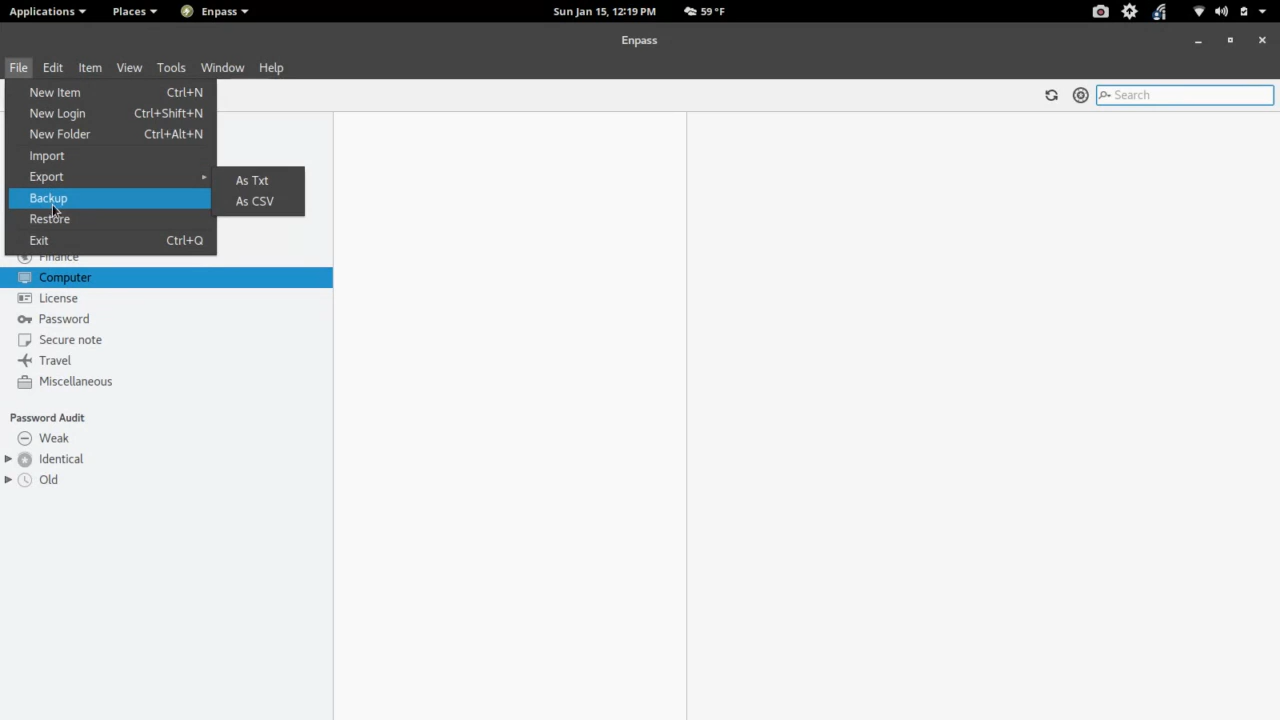 Applications Places Enpass Sun Jan 15, 12:19 PM 59 °F
Enpass
File Edit Item View Tools Window Help
New Item Ctrl+N
Search
New Login Ctrl+Shift+N
New Folder Ctrl+Alt+N
Import
Export
As Txt
Backup
As CSV
Restore
Exit Ctrl+Q
Finance
Computer
License
Password
Secure note
Travel
Miscellaneous
Password Audit
Weak
Identical
Old